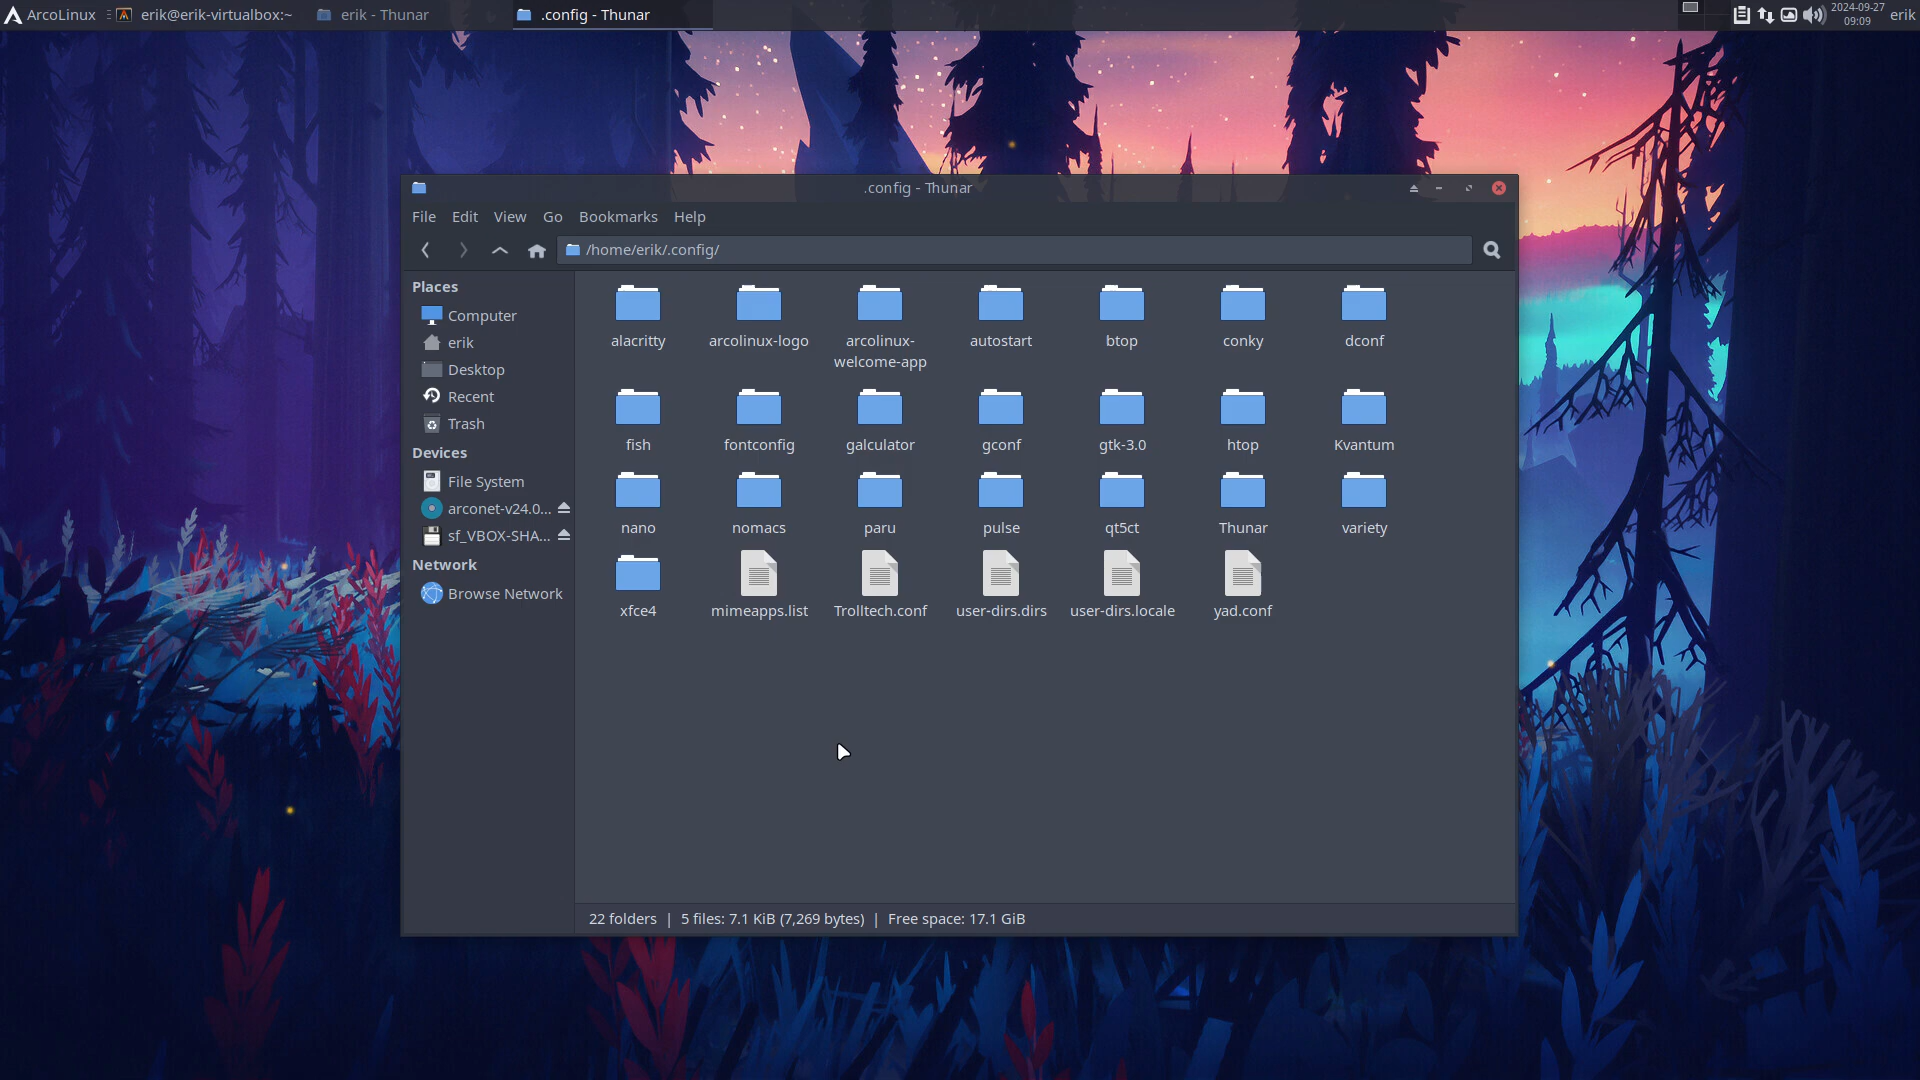 ArcoLinux
erik@erik-virtualbox:~
erik - Thunar
.config - Thunar
2024-09-27
09:09
erik
.config - Thunar
File Edit View Go Bookmarks Help
/home/erik/.config/
Places
Computer
erik
Desktop
Recent
Trash
Devices
File System
arconet-v24.0...
sf_VBOX-SHA...
Network
Browse Network
alacritty
arcolinux-logo
arcolinux-
welcome-app
autostart
btop
conky
dconf
fish
fontconfig
galculator
gconf
gtk-3.0
htop
Kvantum
nano
nomacs
paru
pulse
qt5ct
Thunar
variety
xfce4
mimeapps.list
Trolltech.conf
user-dirs.dirs
user-dirs.locale
yad.conf
22 folders | 5 files: 7.1 KiB (7,269 bytes) | Free space: 17.1 GiB